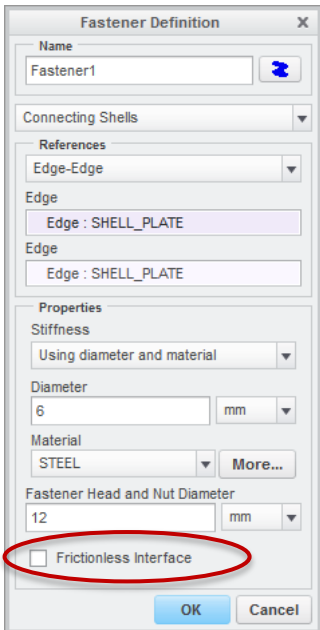 Fastener Definition
Name
Fastener1
Connecting Shells
References
Edge-Edge
Edge
Edge : SHELL_PLATE
Edge
Edge : SHELL_PLATE
Properties
Stiffness
Using diameter and material
Diameter
6 mm
Material
STEEL More...
Fastener Head and Nut Diameter
12 mm
Frictionless Interface
OK Cancel